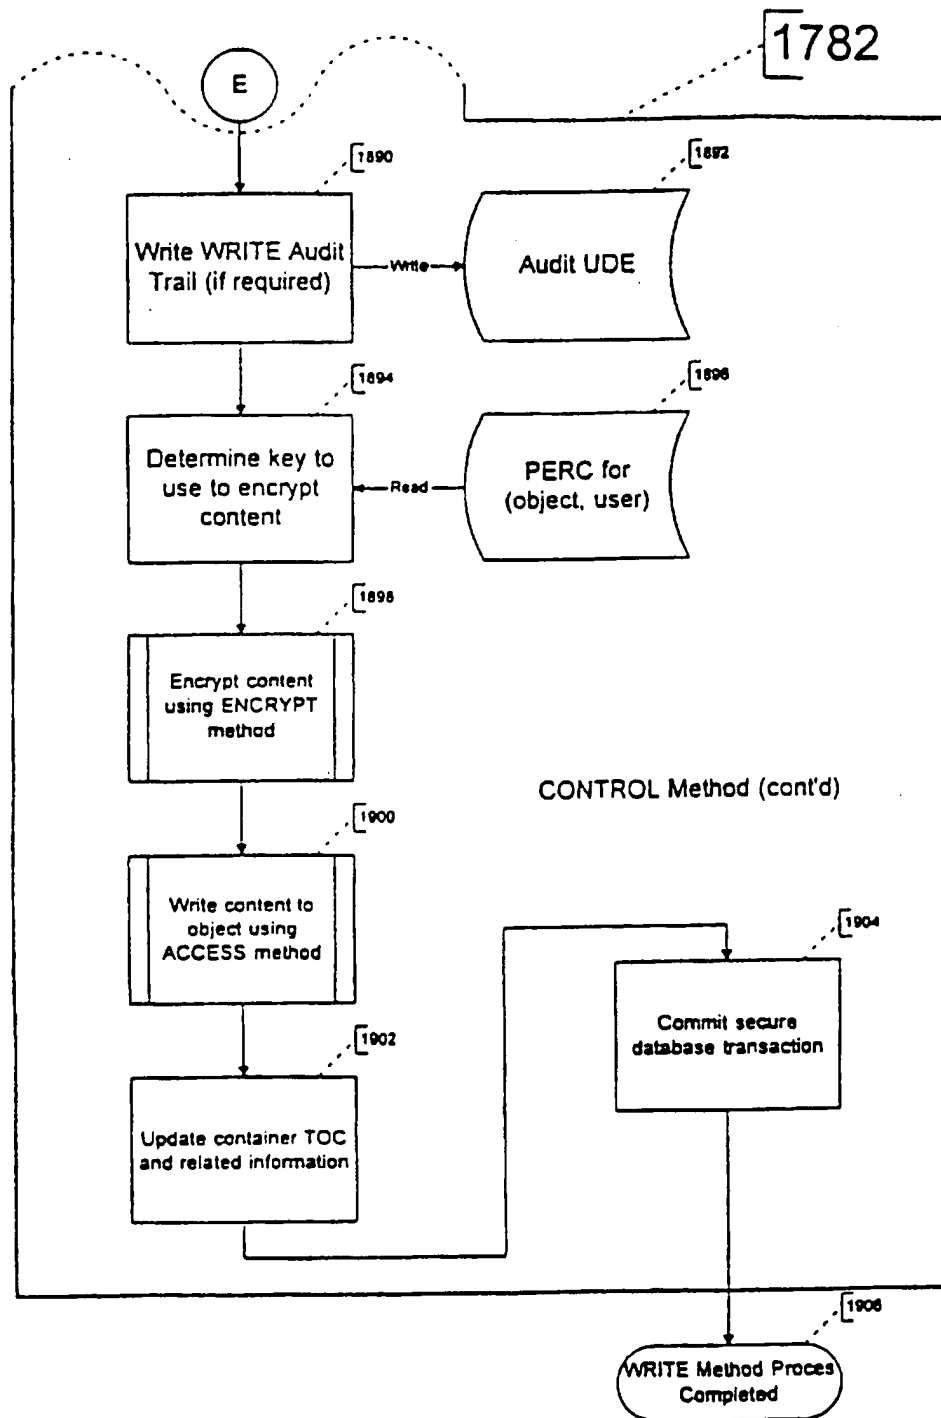 1782
E
1890
Write WRITE Audit
Trail (if required)
Write
1892
Audit UDE
1894
Determine key to
use to encrypt
content
Read
1896
PERC for
(object, user)
1898
Encrypt content
using ENCRYPT
method
CONTROL Method (cont'd)
1900
Write content to
object using
ACCESS method
1902
Update container TOC
and related information
1904
Commit secure
database transaction
1906
WRITE Method Proces
Completed